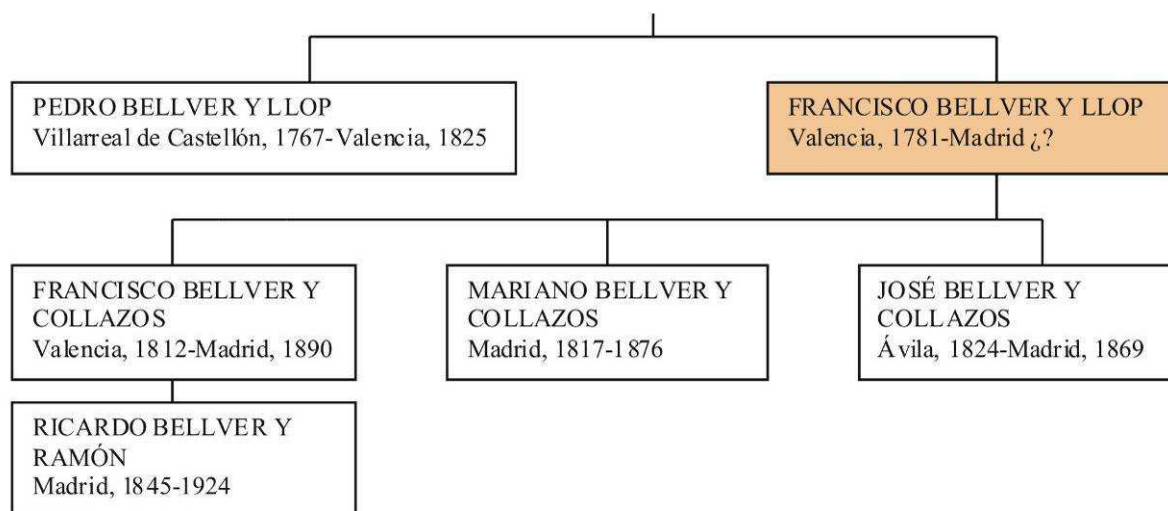 PEDRO BELLVER Y LLOP
Villarreal de Castellón, 1767-Valencia, 1825
FRANCISCO BELLVER Y LLOP
Valencia, 1781-Madrid ¿?
FRANCISCO BELLVER Y
COLLAZOS
Valencia, 1812-Madrid, 1890
MARIANO BELLVER Y
COLLAZOS
Madrid, 1817-1876
JOSÉ BELLVER Y
COLLAZOS
Ávila, 1824-Madrid, 1869
RICARDO BELLVER Y
RAMÓN
Madrid, 1845-1924